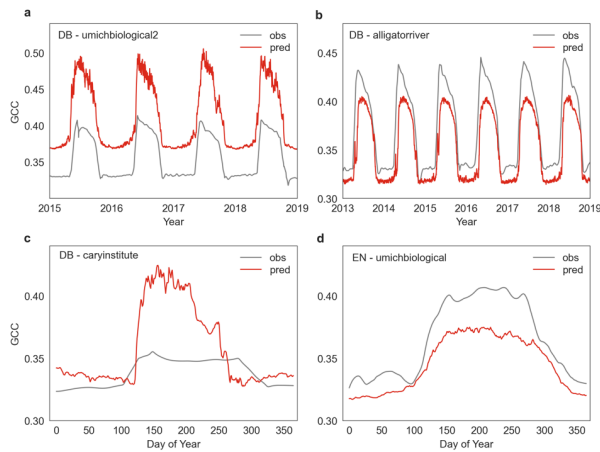 a
DB - umichbiological2
obs
pred
0.50
0.45
0.40
0.35
GCC
2015
2016
2017
2018
2019
Year
b
DB - alligatorriver
obs
pred
0.45
0.40
0.35
0.30
2013
2014
2015
2016
2017
2018
2019
Year
c
DB - caryinstitute
obs
pred
0.40
0.35
0.30
GCC
0
50
100
150
200
250
300
350
Day of Year
d
EN - umichbiological
obs
pred
0.40
0.35
0.30
0
50
100
150
200
250
300
350
Day of Year